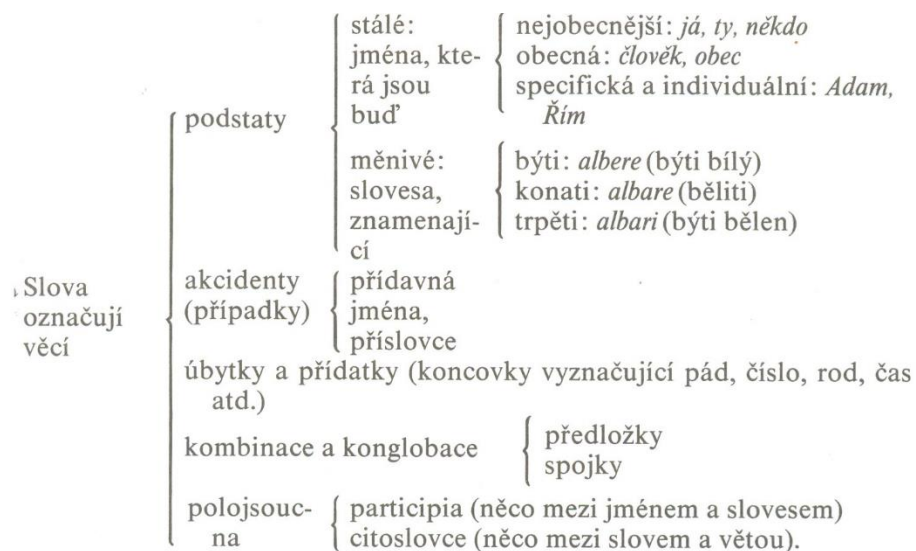 stálé:
jména, kte-
rá jsou
buď
nejobecnější: já, ty, někdo
obecná: člověk, obec
specifická a individuální: Adam,
Řím
podstaty
měnivé:
slovesa,
znamenají-
cí
býti: albere (býti bílý)
konati: albare (běliti)
trpěti: albari (býti bělen)
Slova
označují
věcí
akcidenty
(případky)
přídavná
jména,
příslovce
úbytky a přídatky (koncovky vyznačující pád, číslo, rod, čas
atd.)
kombinace a konglobace
předložky
spojky
polojsouc-
na
participia (něco mezi jménem a slovesem)
citoslovce (něco mezi slovem a větou).